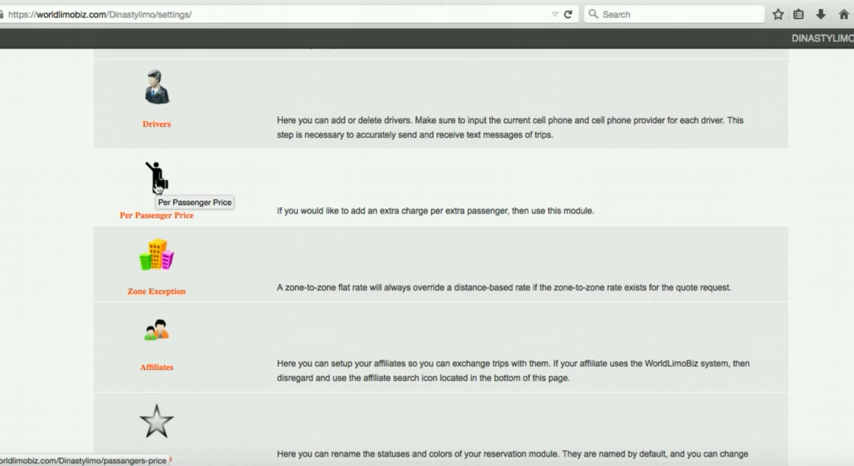 https://worldlimobiz.com/Dinastylimo/settings/
Search
DINASTYLIMO
Drivers
Here you can add or delete drivers. Make sure to input the current cell phone and cell phone provider for each driver. This
step is necessary to accurately send and receive text messages of trips.
Per Passenger Price
Per Passenger Price
If you would like to add an extra charge per extra passenger, then use this module.
Zone Exception
A zone-to-zone flat rate will always override a distance-based rate if the zone-to-zone rate exists for the quote request.
Affiliates
Here you can setup your affiliates so you can exchange trips with them. If your affiliate uses the WorldLimoBiz system, then
disregard and use the affiliate search icon located in the bottom of this page.
Here you can rename the statuses and colors of your reservation module. They are named by default, and you can change
orldlimobiz.com/Dinastylimo/passangers-price